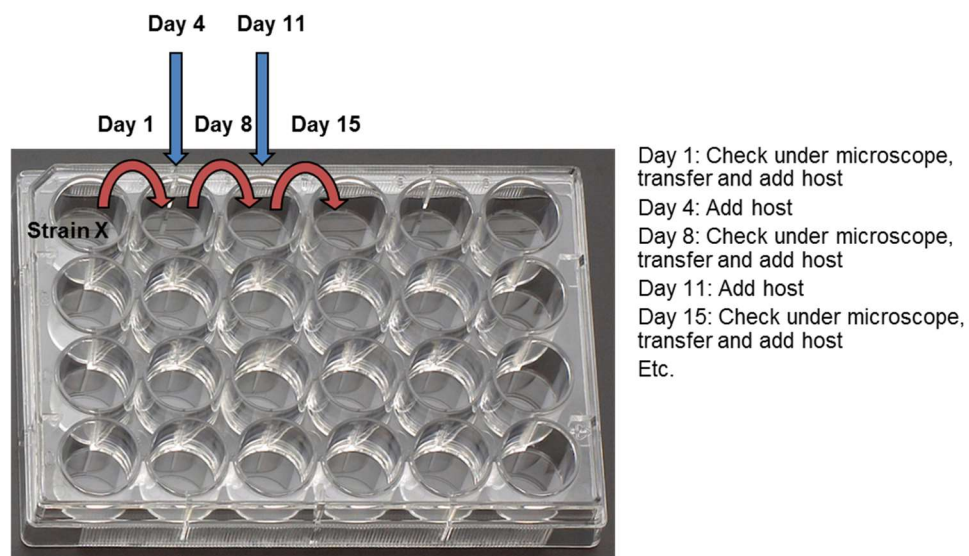 Day 4 Day 11
Day 1 Day 8 Day 15
Strain X
Day 1: Check under microscope,
transfer and add host
Day 4: Add host
Day 8: Check under microscope,
transfer and add host
Day 11: Add host
Day 15: Check under microscope,
transfer and add host
Etc.